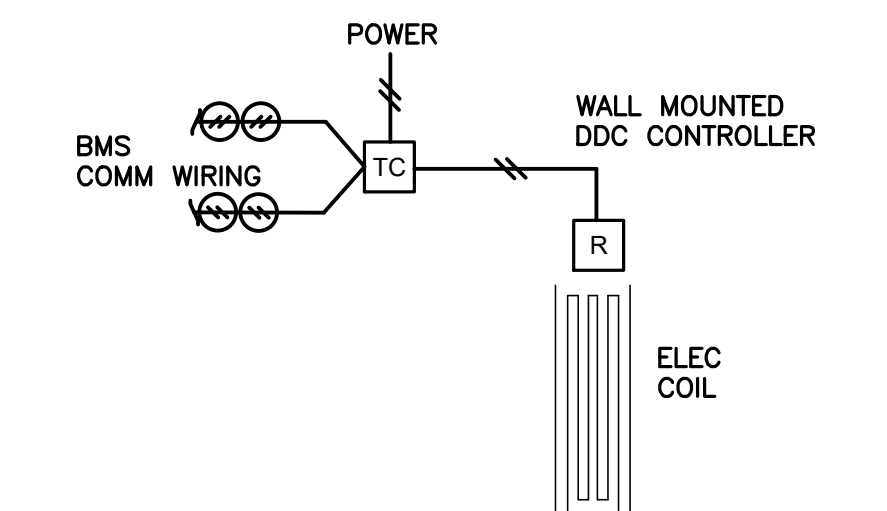 POWER
WALL MOUNTED
DDC CONTROLLER
BMS
COMM WIRING
TC
R
ELEC
COIL